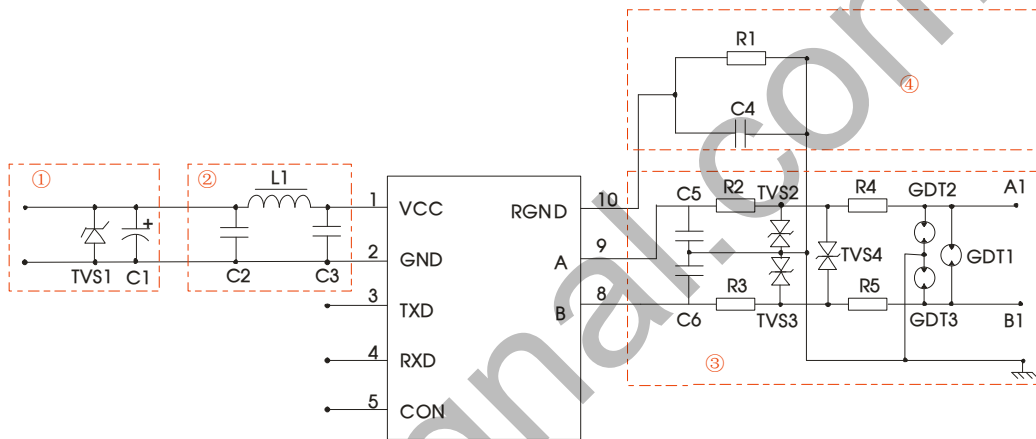 R1
④
C4
①
②
L1
1
VCC
RGND
10
C5
R2
TVS2
R4
GDT2
A1
9
A
2
GND
TVS1
C1
C2
C3
TVS4
GDT1
3
TXD
8
B
C6
R3
TVS3
R5
GDT3
B1
4
RXD
③
5
CON
gnal.com